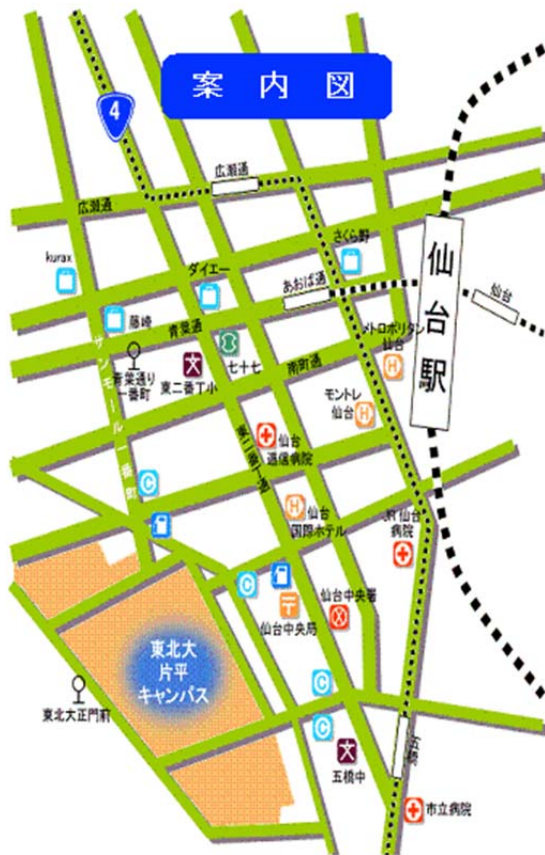 案内図
4
広瀬通
広瀬通
さくら野
kurax
ダイエー
あおば通
仙台駅
仙台
藤崎
青葉通
メトロポリタン
仙台
青葉通り
一番町
東二番丁小
七十七
南町通
サンモール一番町
モントレ
仙台
仙台
逓信病院
東二番丁通
仙台
国際ホテル
JR仙台
病院
C
C
仙台中央局
仙台中央署
東北大
片平
キャンパス
東北大正門前
C
C
五橋
五橋中
市立病院
H
H
H